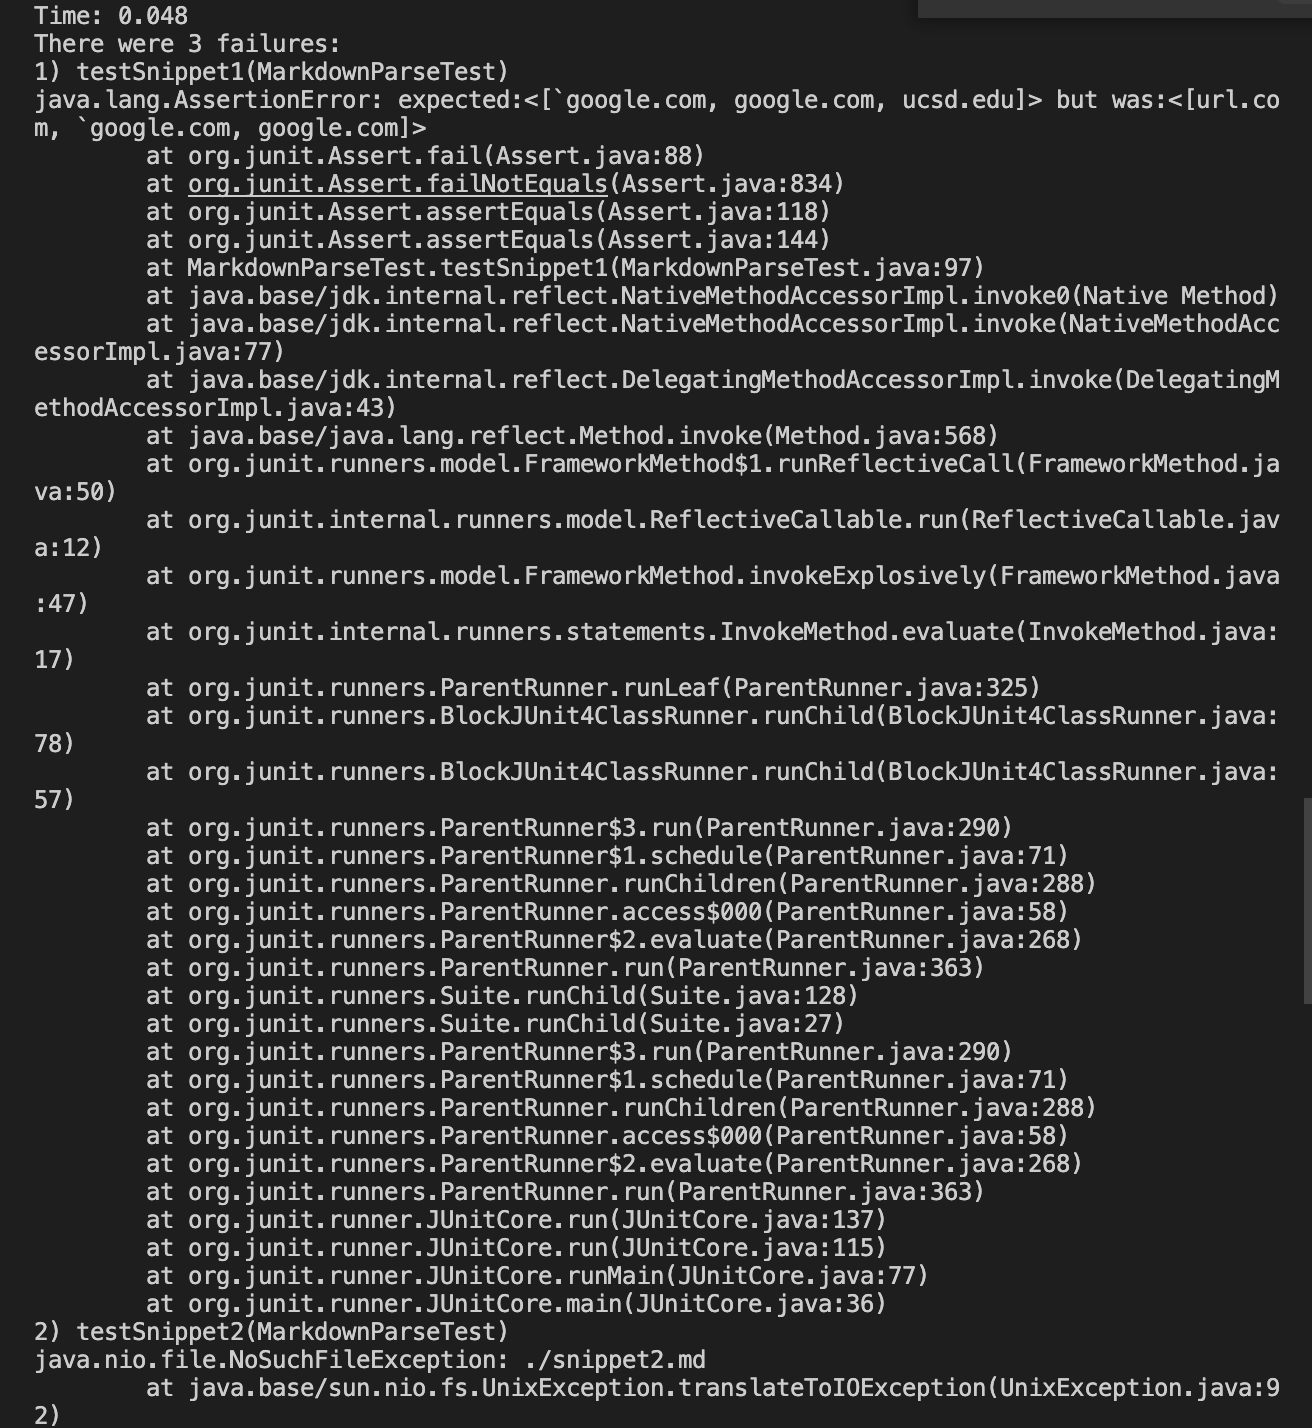 Time: 0.048
There were 3 failures:
1) testSnippet1(MarkdownParseTest)
java.lang.AssertionError: expected:<[`google.com, google.com, ucsd.edu]> but was:<[url.co
m, `google.com, google.com]>
        at org.junit.Assert.fail(Assert.java:88)
        at org.junit.Assert.failNotEquals(Assert.java:834)
        at org.junit.Assert.assertEquals(Assert.java:118)
        at org.junit.Assert.assertEquals(Assert.java:144)
        at MarkdownParseTest.testSnippet1(MarkdownParseTest.java:97)
        at java.base/jdk.internal.reflect.NativeMethodAccessorImpl.invoke0(Native Method)
        at java.base/jdk.internal.reflect.NativeMethodAccessorImpl.invoke(NativeMethodAcc
essorImpl.java:77)
        at java.base/jdk.internal.reflect.DelegatingMethodAccessorImpl.invoke(DelegatingM
ethodAccessorImpl.java:43)
        at java.base/java.lang.reflect.Method.invoke(Method.java:568)
        at org.junit.runners.model.FrameworkMethod$1.runReflectiveCall(FrameworkMethod.ja
va:50)
        at org.junit.internal.runners.model.ReflectiveCallable.run(ReflectiveCallable.jav
a:12)
        at org.junit.runners.model.FrameworkMethod.invokeExplosively(FrameworkMethod.java
:47)
        at org.junit.internal.runners.statements.InvokeMethod.evaluate(InvokeMethod.java:
17)
        at org.junit.runners.ParentRunner.runLeaf(ParentRunner.java:325)
        at org.junit.runners.BlockJUnit4ClassRunner.runChild(BlockJUnit4ClassRunner.java:
78)
        at org.junit.runners.BlockJUnit4ClassRunner.runChild(BlockJUnit4ClassRunner.java:
57)
        at org.junit.runners.ParentRunner$3.run(ParentRunner.java:290)
        at org.junit.runners.ParentRunner$1.schedule(ParentRunner.java:71)
        at org.junit.runners.ParentRunner.runChildren(ParentRunner.java:288)
        at org.junit.runners.ParentRunner.access$000(ParentRunner.java:58)
        at org.junit.runners.ParentRunner$2.evaluate(ParentRunner.java:268)
        at org.junit.runners.ParentRunner.run(ParentRunner.java:363)
        at org.junit.runners.Suite.runChild(Suite.java:128)
        at org.junit.runners.Suite.runChild(Suite.java:27)
        at org.junit.runners.ParentRunner$3.run(ParentRunner.java:290)
        at org.junit.runners.ParentRunner$1.schedule(ParentRunner.java:71)
        at org.junit.runners.ParentRunner.runChildren(ParentRunner.java:288)
        at org.junit.runners.ParentRunner.access$000(ParentRunner.java:58)
        at org.junit.runners.ParentRunner$2.evaluate(ParentRunner.java:268)
        at org.junit.runners.ParentRunner.run(ParentRunner.java:363)
        at org.junit.runner.JUnitCore.run(JUnitCore.java:137)
        at org.junit.runner.JUnitCore.run(JUnitCore.java:115)
        at org.junit.runner.JUnitCore.runMain(JUnitCore.java:77)
        at org.junit.runner.JUnitCore.main(JUnitCore.java:36)
2) testSnippet2(MarkdownParseTest)
java.nio.file.NoSuchFileException: ./snippet2.md
        at java.base/sun.nio.fs.UnixException.translateToIOException(UnixException.java:9
2)